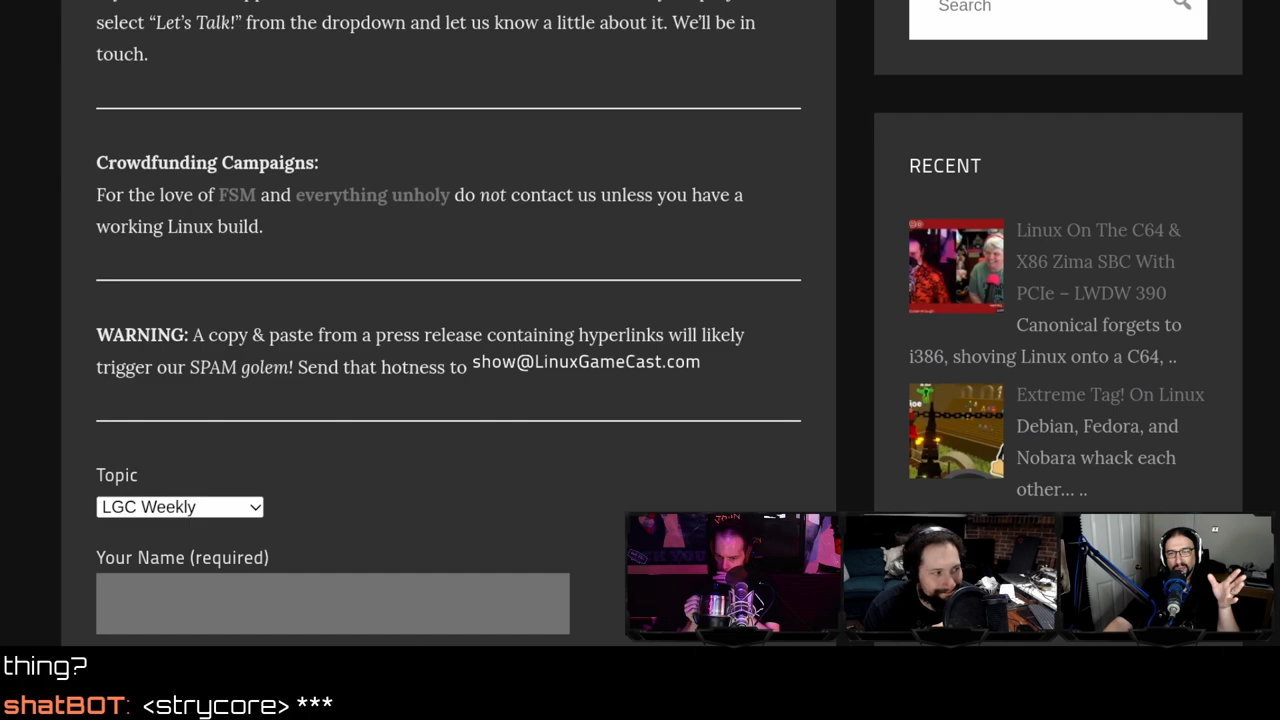 select “Let’s Talk!” from the dropdown and let us know a little about it. We’ll be in
touch.
Crowdfunding Campaigns:
For the love of FSM and everything unholy do not contact us unless you have a
working Linux build.
WARNING: A copy & paste from a press release containing hyperlinks will likely
trigger our SPAM golem! Send that hotness to show@LinuxGameCast.com
Topic
LGC Weekly
Your Name (required)
Search
RECENT
Linux On The C64 &
X86 Zima SBC With
PCIe – LWDW 390
Canonical forgets to
i386, shoving Linux onto a C64, ..
Extreme Tag! On Linux
Debian, Fedora, and
Nobara whack each
other... ..
thing?
shatBOT: <strycore> ***